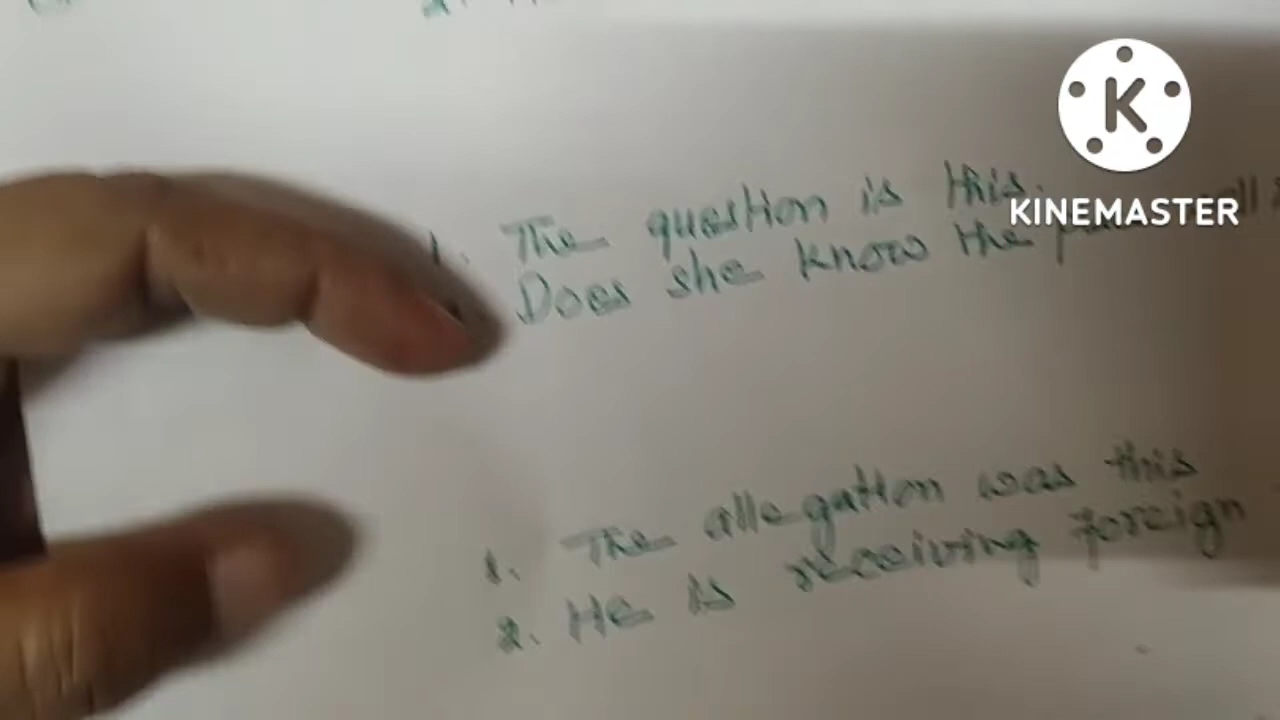 1. The question is this.
Does she know the
1. The allegation was this
2. He is receiving foreign
KINEMASTER